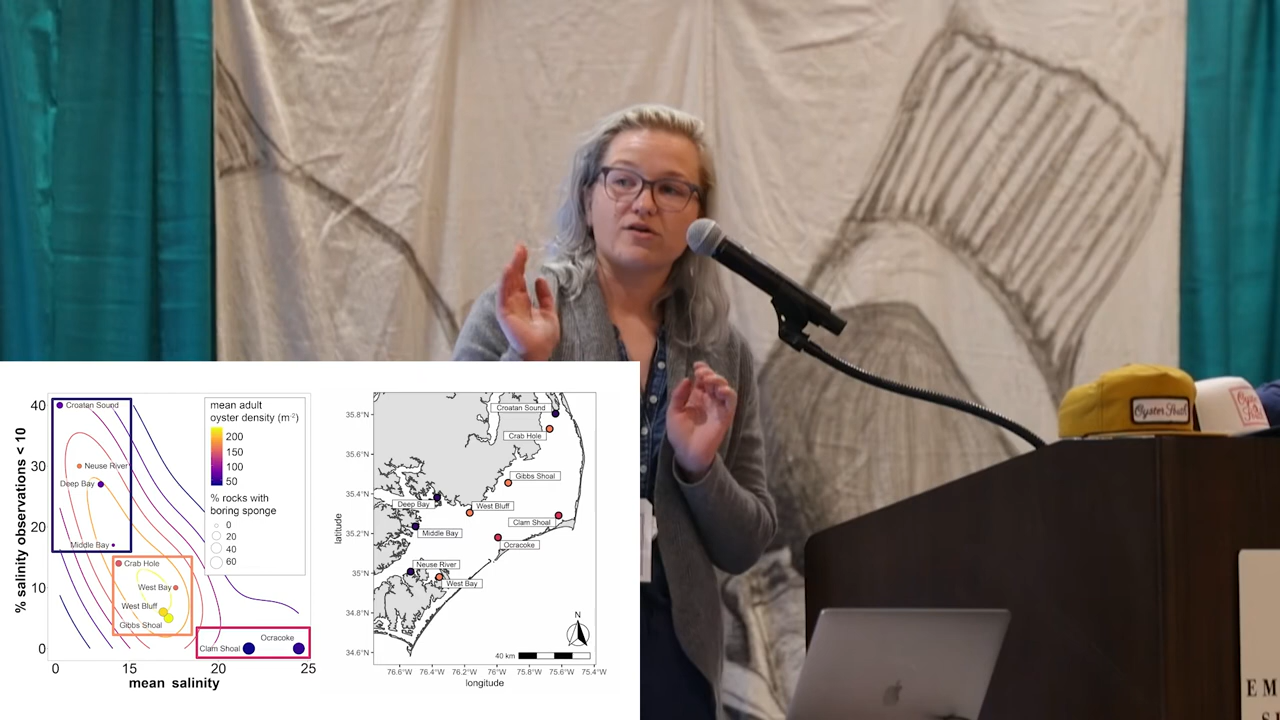 Oyster South
EM
% salinity observations < 10
40
30
20
10
0
0
15
20
25
mean salinity
Croatan Sound
Neuse River
Deep Bay
Middle Bay
Crab Hole
West Bay
West Bluff
Gibbs Shoal
Clam Shoal
Ocracoke
mean adult
oyster density (m⁻²)
200
150
100
50
% rocks with
boring sponge
0
20
40
60
latitude
35.8°N
35.6°N
35.4°N
35.2°N
35°N
34.8°N
34.6°N
Croatan Sound
Crab Hole
Gibbs Shoal
Deep Bay
West Bluff
Clam Shoal
Middle Bay
Ocracoke
Neuse River
West Bay
N
40 km
76.6°W
76.4°W
76.2°W
76°W
75.8°W
75.6°W
75.4°W
longitude